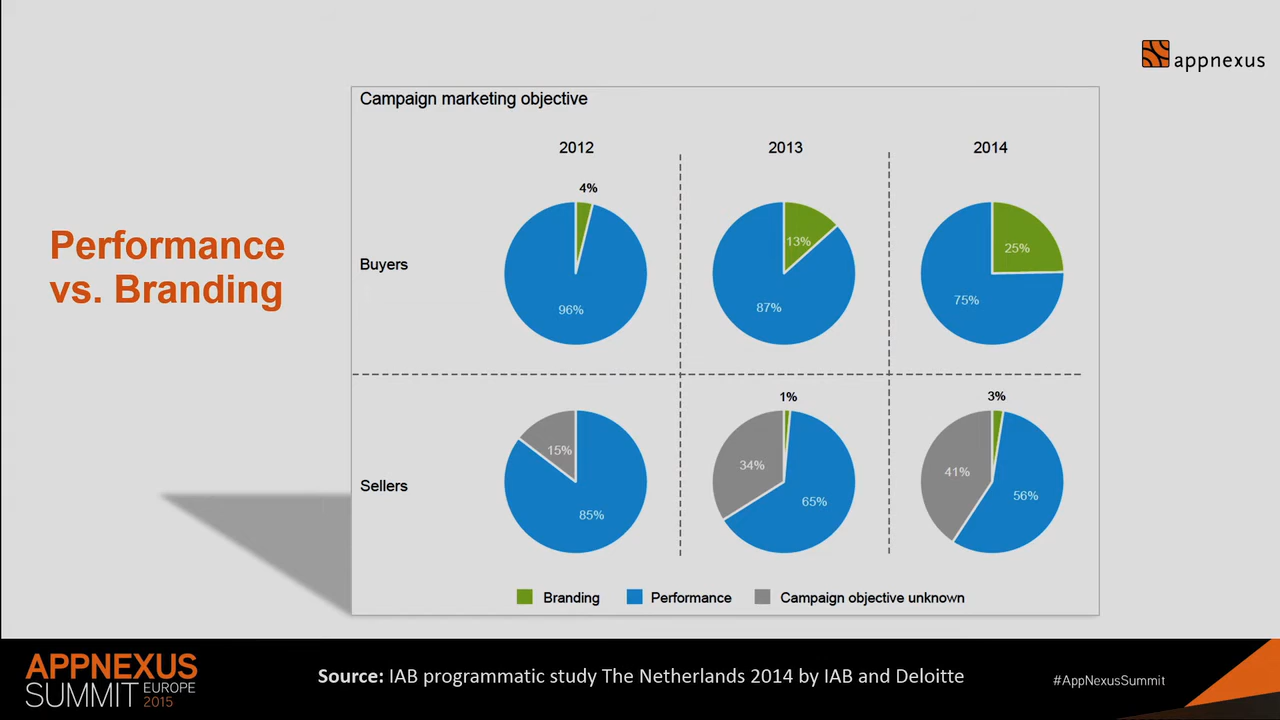 appnexus
Campaign marketing objective
2012 2013 2014
Performance
vs. Branding
Buyers
4%
96%
13%
87%
25%
75%
Sellers
15%
85%
1%
34%
65%
3%
41%
56%
Branding Performance Campaign objective unknown
APPNEXUS
SUMMIT EUROPE
2015
Source: IAB programmatic study The Netherlands 2014 by IAB and Deloitte
#AppNexusSummit